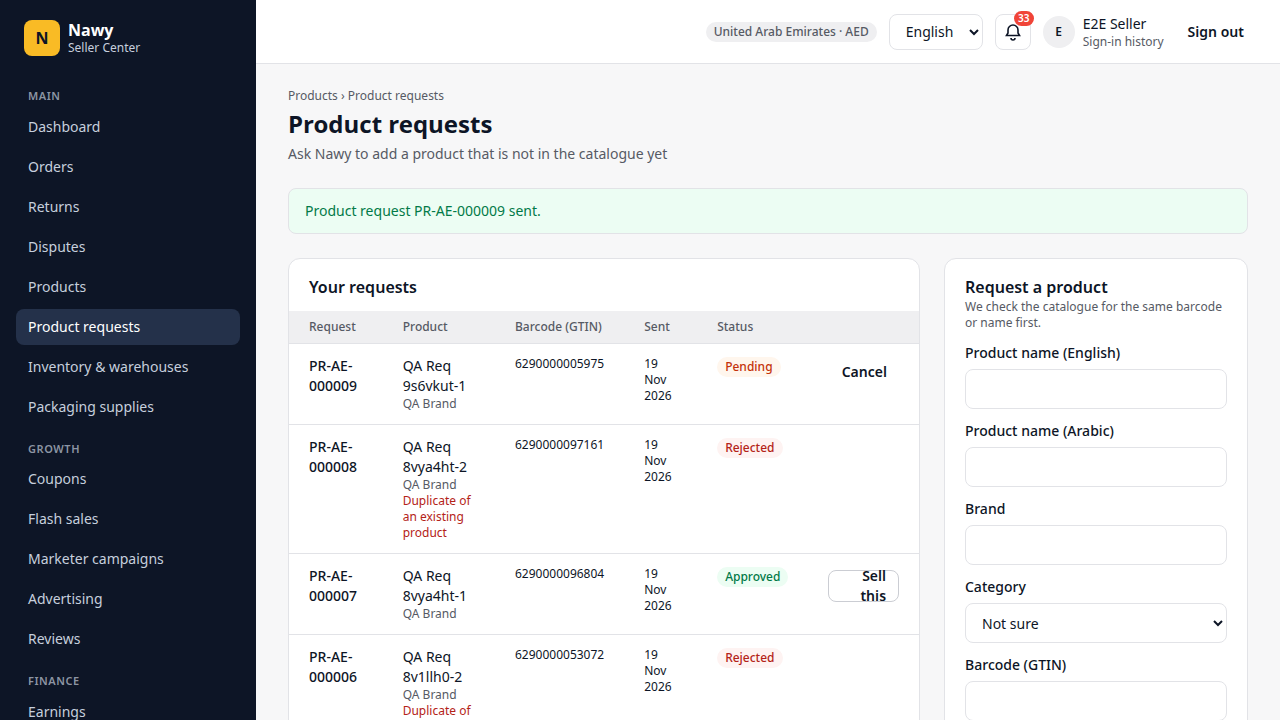 N
Nawy
Seller Center
MAIN
Dashboard
Orders
Returns
Disputes
Products
Product requests
Inventory & warehouses
Packaging supplies
GROWTH
Coupons
Flash sales
Marketer campaigns
Advertising
Reviews
FINANCE
Earnings
United Arab Emirates · AED
English
33
E
E2E Seller
Sign-in history
Sign out
Products › Product requests
Product requests
Ask Nawy to add a product that is not in the catalogue yet
Product request PR-AE-000009 sent.
Your requests
Request Product Barcode (GTIN) Sent Status
PR-AE-
000009
QA Req
9s6vkut-1
QA Brand
6290000005975
19
Nov
2026
Pending
Cancel
PR-AE-
000008
QA Req
8vya4ht-2
QA Brand
Duplicate of
an existing
product
6290000097161
19
Nov
2026
Rejected
PR-AE-
000007
QA Req
8vya4ht-1
QA Brand
6290000096804
19
Nov
2026
Approved
Sell
this
PR-AE-
000006
QA Req
8v1llh0-2
QA Brand
Duplicate of
6290000053072
19
Nov
2026
Rejected
Request a product
We check the catalogue for the same barcode
or name first.
Product name (English)
Product name (Arabic)
Brand
Category
Not sure
Barcode (GTIN)